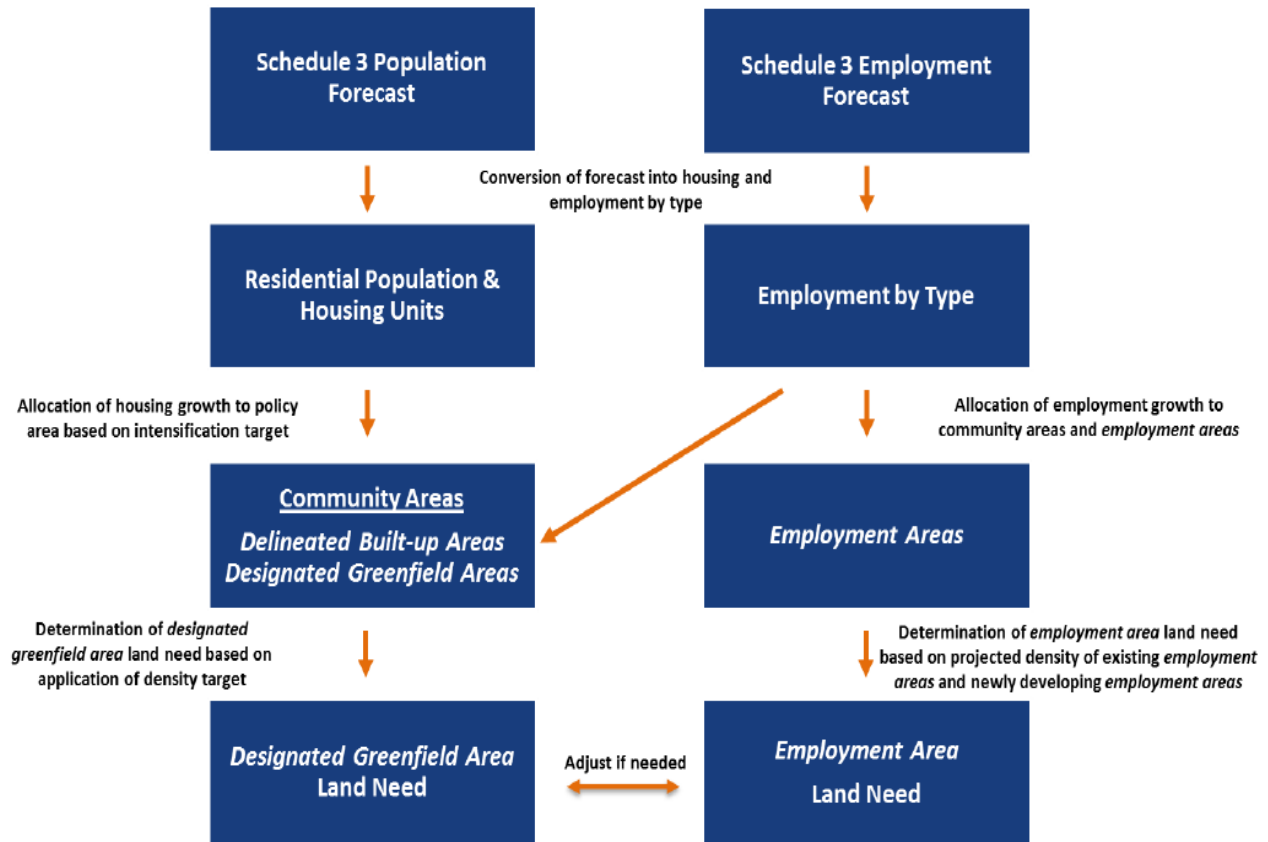 Schedule 3 Population
Forecast
Schedule 3 Employment
Forecast
Conversion of forecast into housing and
employment by type
Residential Population &
Housing Units
Employment by Type
Allocation of housing growth to policy
area based on intensification target
Allocation of employment growth to
community areas and employment areas
Community Areas
Delineated Built-up Areas
Designated Greenfield Areas
Employment Areas
Determination of designated
greenfield area land need based on
application of density target
Determination of employment area land need
based on projected density of existing employment
areas and newly developing employment areas
Designated Greenfield Area
Land Need
Adjust if needed
Employment Area
Land Need